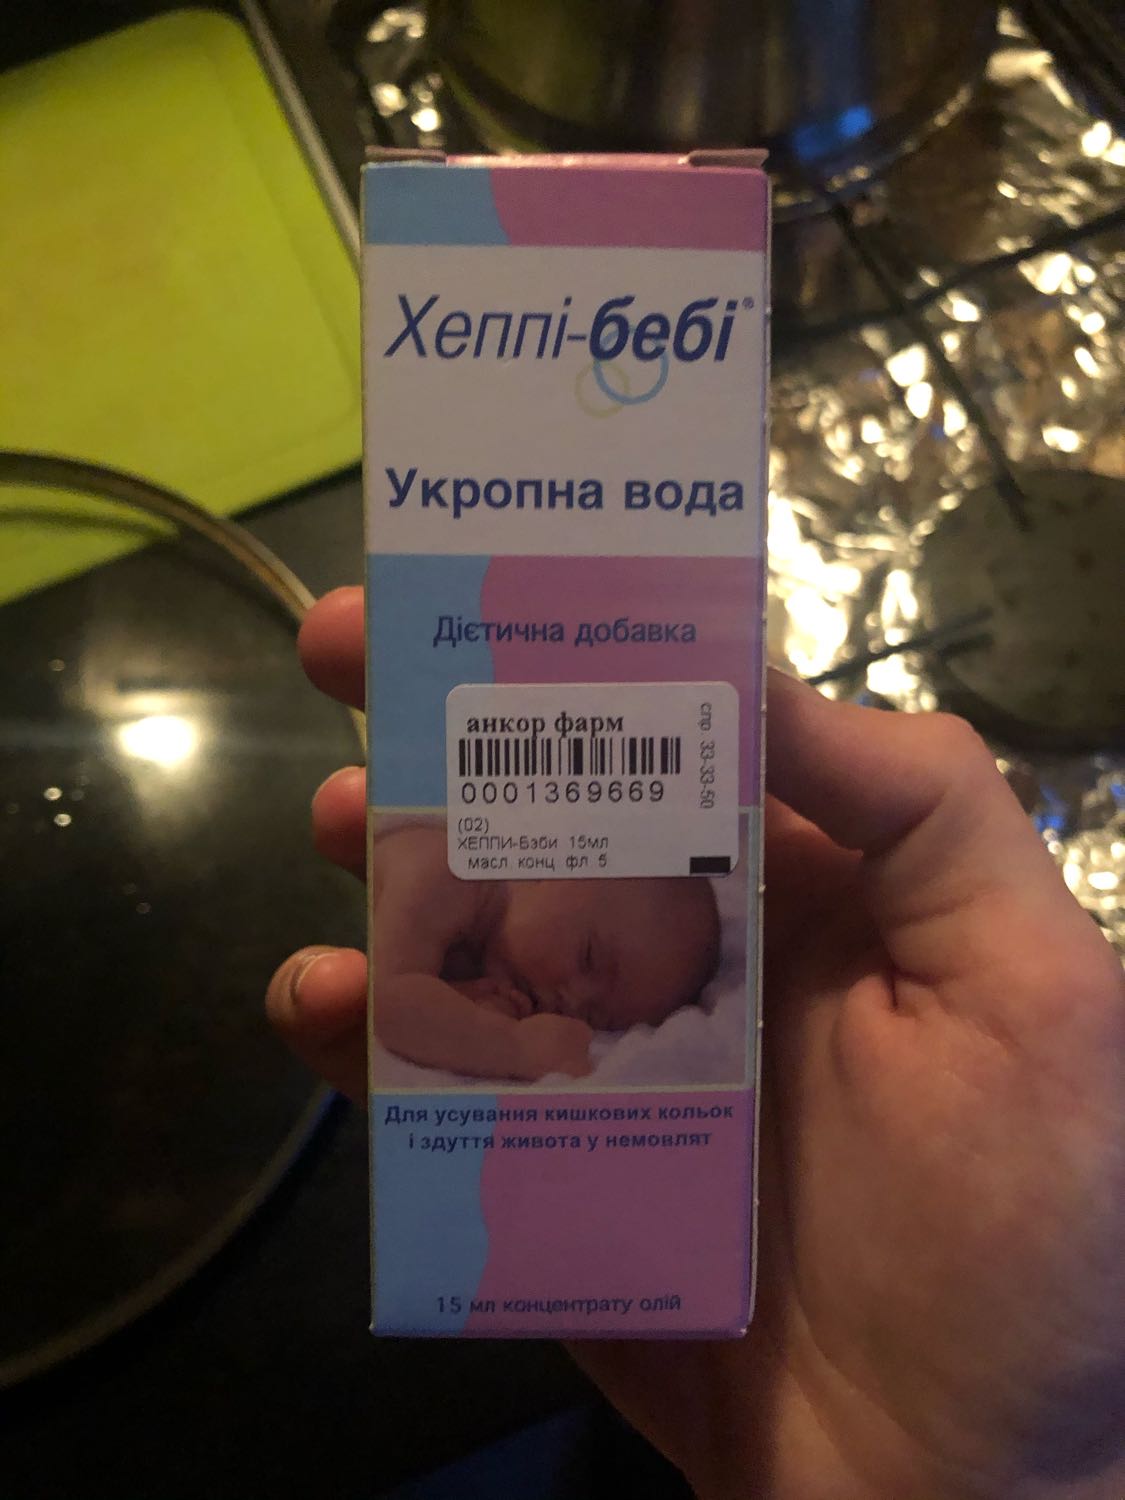 Хеппі-бебі®
Укропна вода
Дієтична добавка
анкор фарм
спр 33-33-50
0001369669
(02)
ХЕППИ-Бэби 15мл
масл. конц фл 5
Для усування кишкових кольок
і здуття живота у немовлят
15 мл концентрату олій